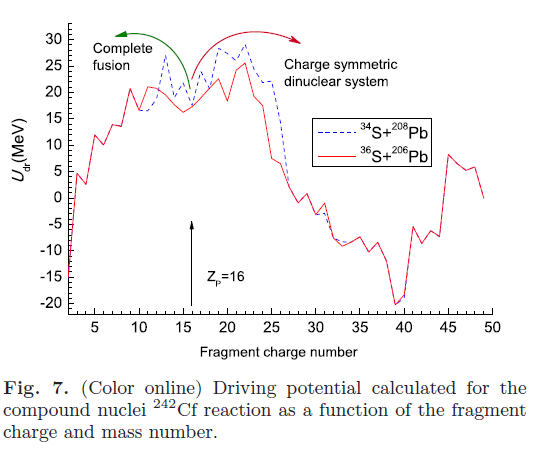 Complete
fusion
Charge symmetric
dinuclear system
U_dr(MeV)
30
25
20
15
10
5
0
-5
-10
-15
-20
³⁴S+²⁰⁸Pb
³⁶S+²⁰⁶Pb
Z_P=16
5 10 15 20 25 30 35 40 45 50
Fragment charge number
Fig. 7. (Color online) Driving potential calculated for the
compound nuclei ²⁴²Cf reaction as a function of the fragment
charge and mass number.